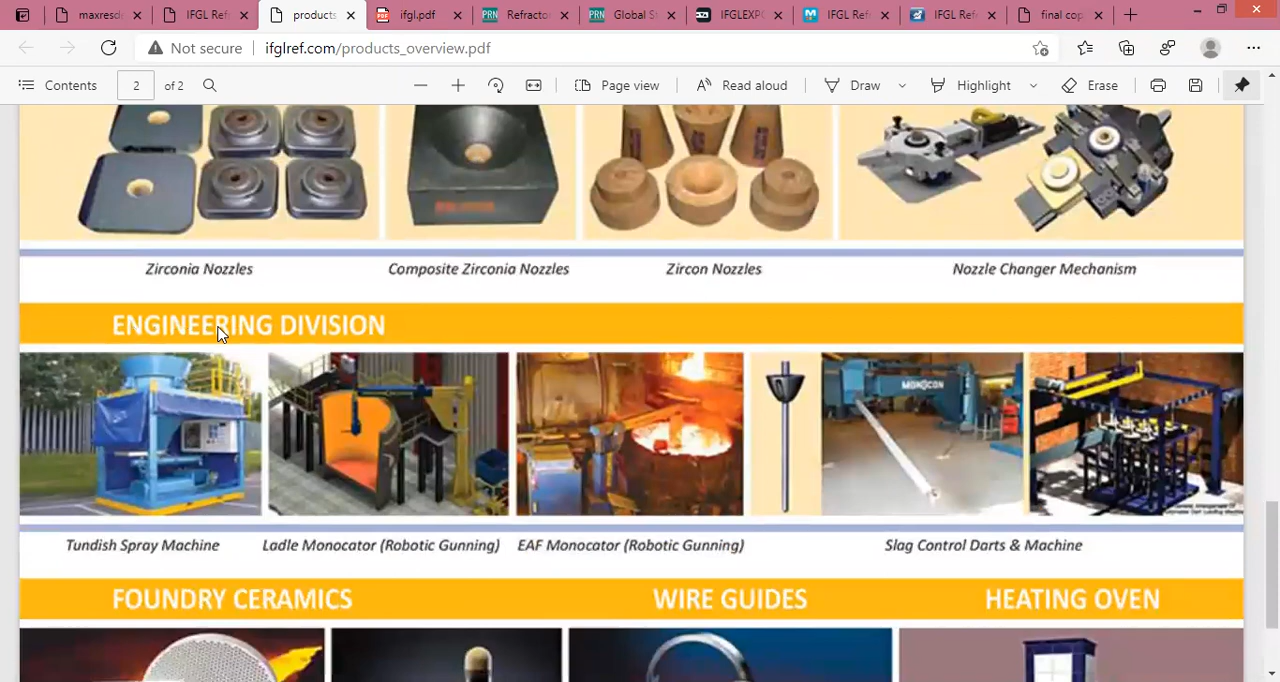 maxresd
IFGL Ref
products
ifgl.pdf
PRN
Refractor
PRN
Global S
IFGLEXPO
IFGL Ref
IFGL Ref
final cop
Not secure
ifglref.com/products_overview.pdf
Contents
2
of 2
Page view
Read aloud
Draw
Highlight
Erase
Zirconia Nozzles
Composite Zirconia Nozzles
Zircon Nozzles
Nozzle Changer Mechanism
ENGINEERING DIVISION
MONOCON
Tundish Spray Machine
Ladle Monocator (Robotic Gunning)
EAF Monocator (Robotic Gunning)
Slag Control Darts & Machine
FOUNDRY CERAMICS
WIRE GUIDES
HEATING OVEN